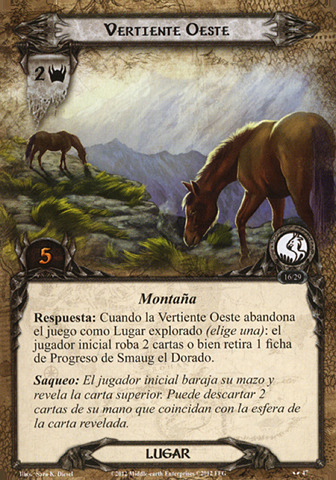 Vertiente Oeste
2
5
16/29
Montaña
Respuesta: Cuando la Vertiente Oeste abandona
el juego como Lugar explorado (elige una): el
jugador inicial roba 2 cartas o bien retira 1 ficha
de Progreso de Smaug el Dorado.
Saqueo: El jugador inicial baraja su mazo y
revela la carta superior. Puede descartar 2
cartas de su mano que coincidan con la esfera
de la carta revelada.
LUGAR
Ilus.: Sara K. Diesel ©2012 Middle-earth Enterprises ©2012 FFG